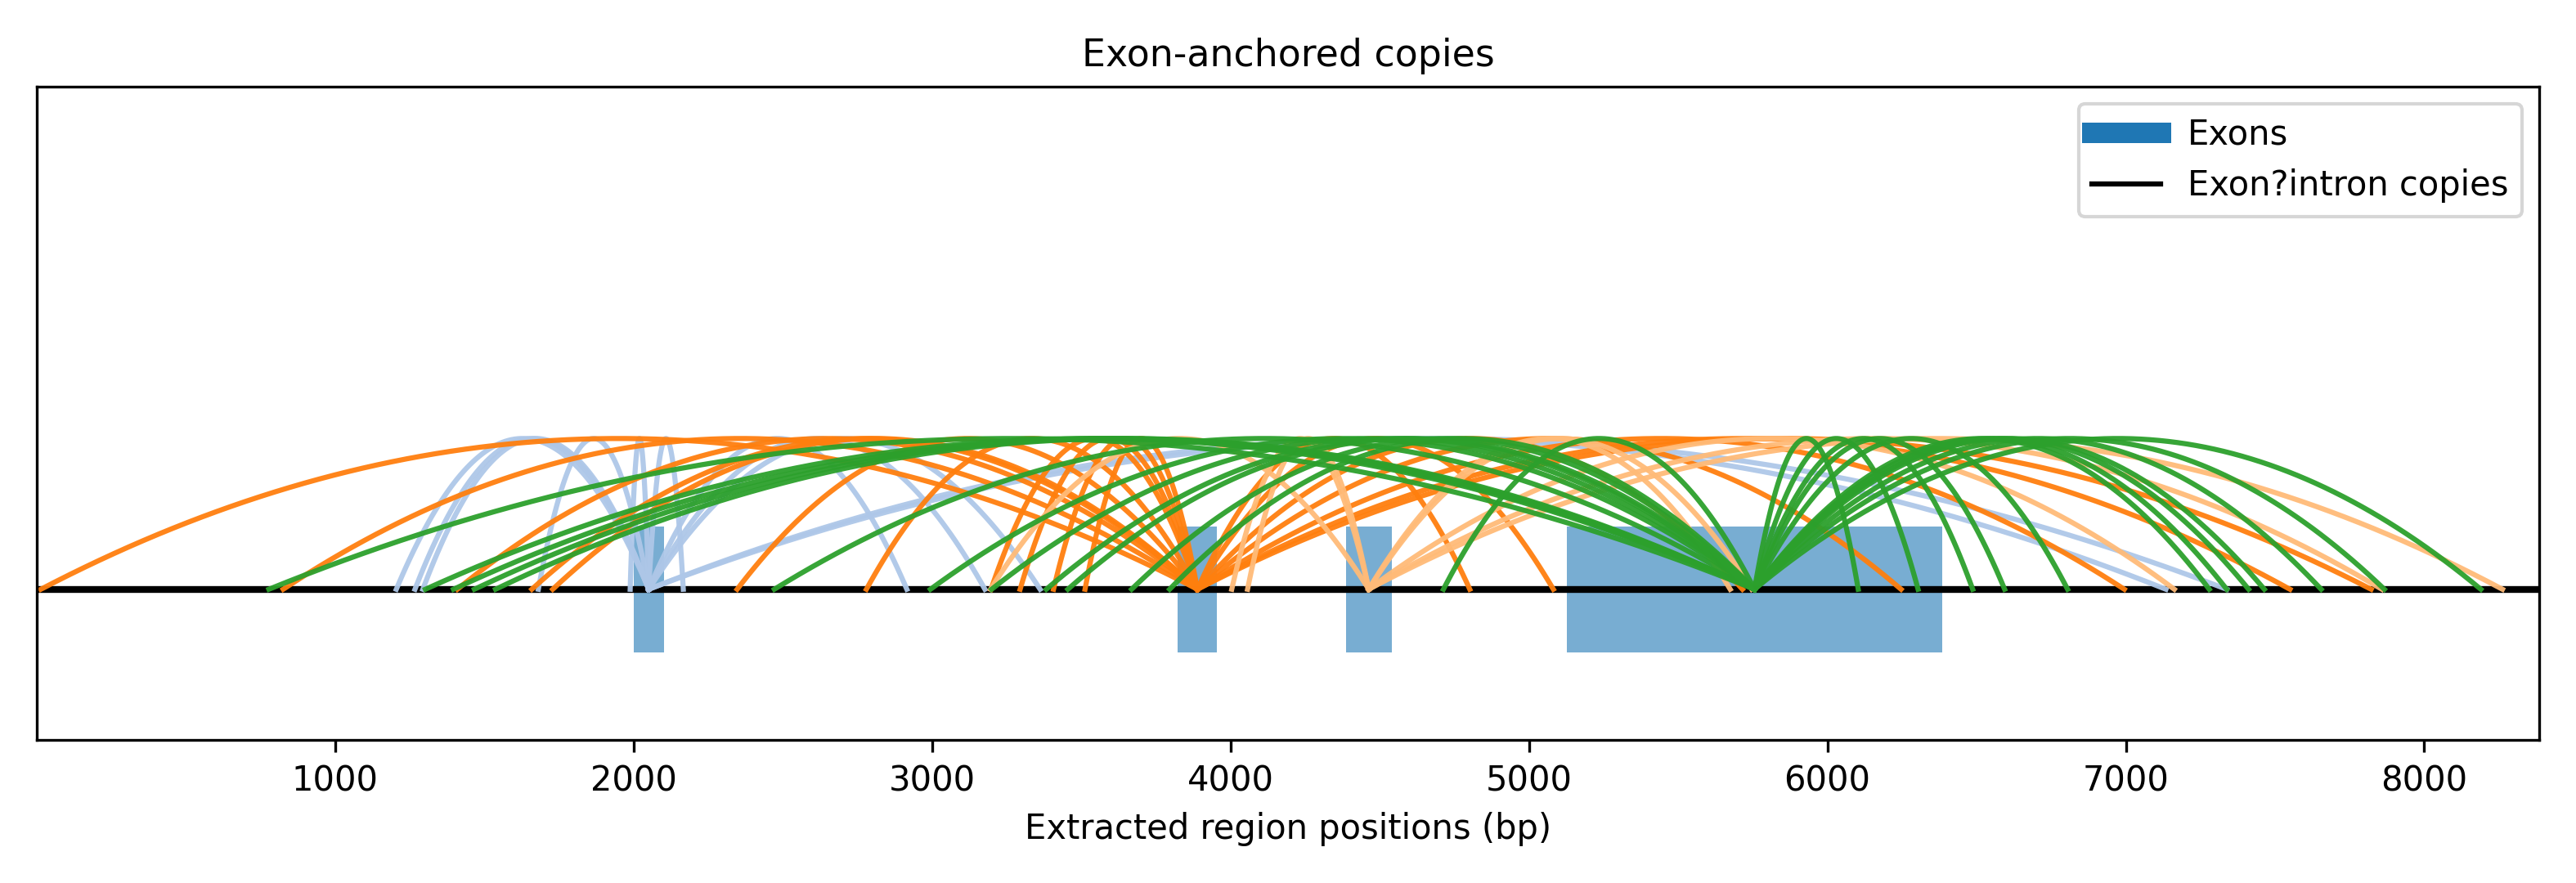 Exon-anchored copies
Exons
Exon?intron copies
1000 2000 3000 4000 5000 6000 7000 8000
Extracted region positions (bp)